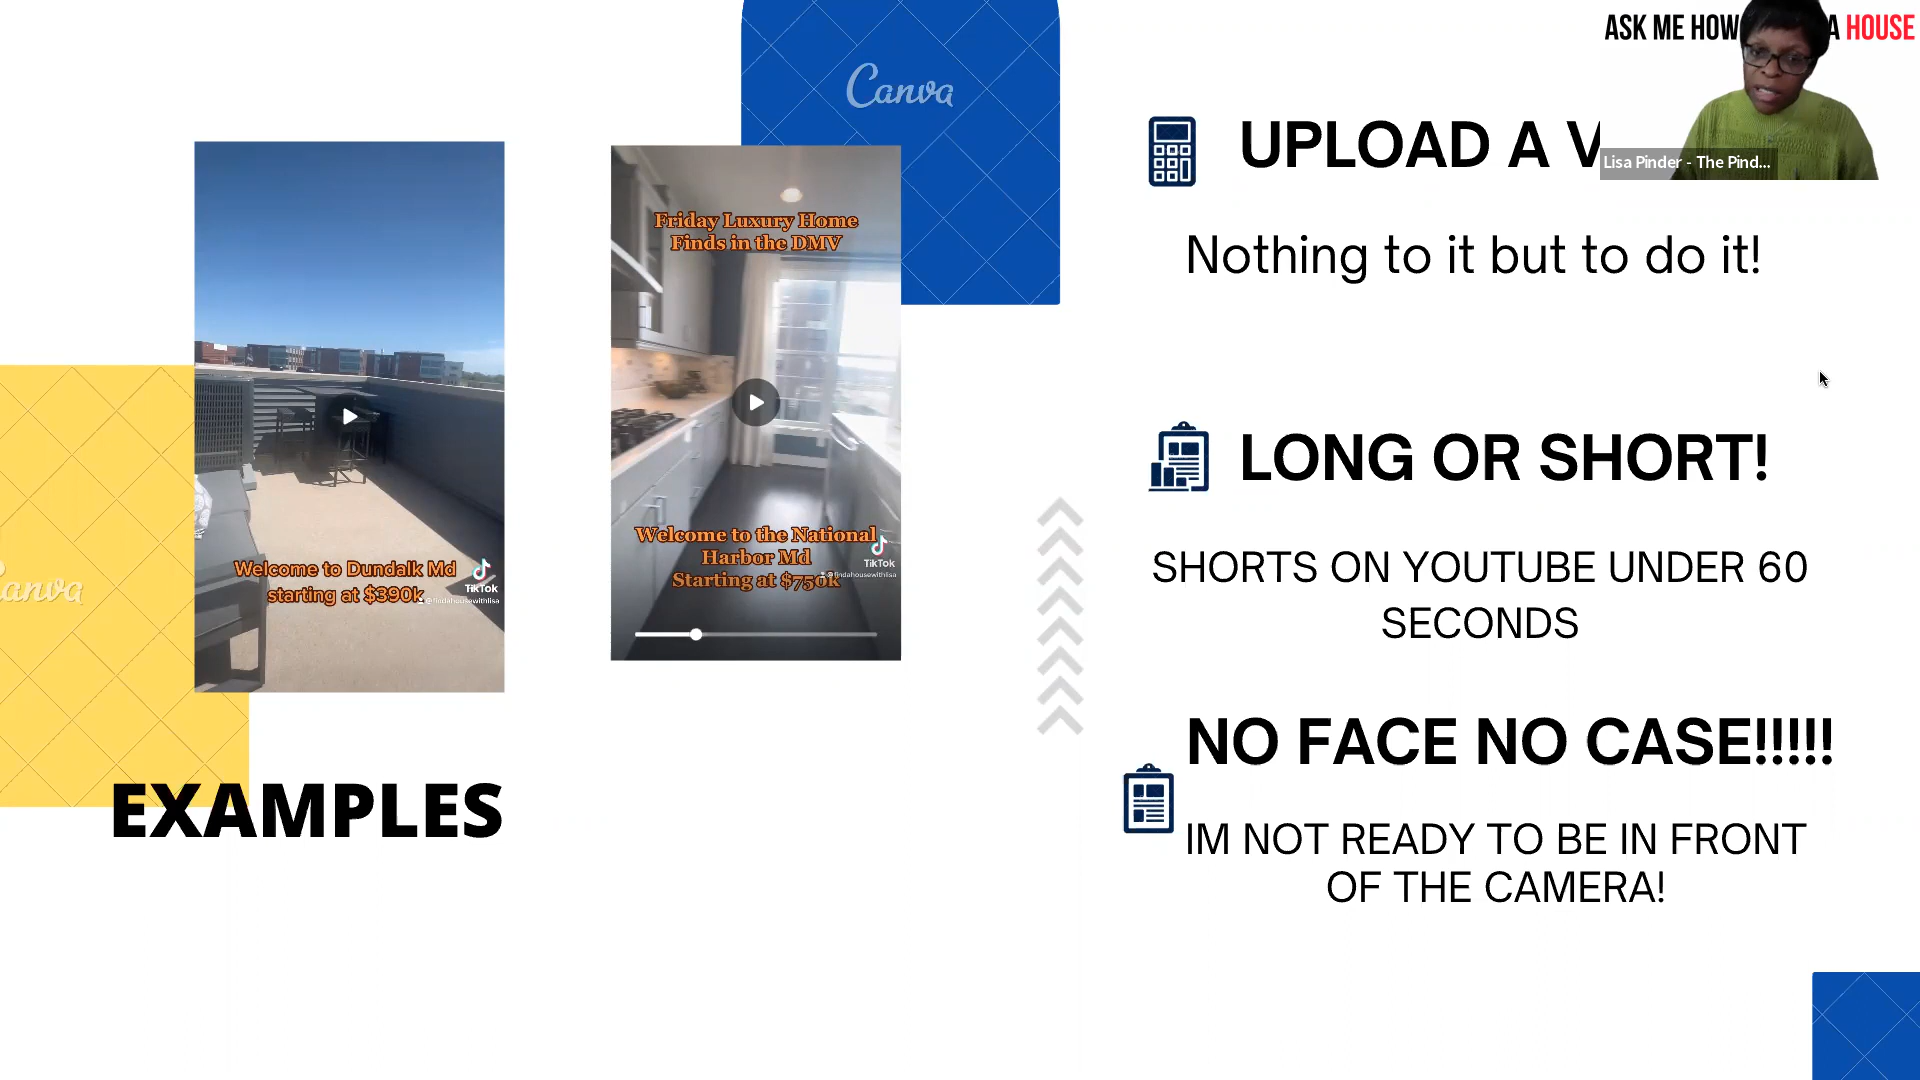 ASK ME HOW A HOUSE
Canva
UPLOAD A V
Lisa Pinder - The Pind...
Nothing to it but to do it!
Friday Luxury Home
Finds in the DMV
LONG OR SHORT!
SHORTS ON YOUTUBE UNDER 60
SECONDS
Welcome to the National
Harbor Md
Starting at $750k
TikTok
@findahousewithlisa
Welcome to Dundalk Md
starting at $390k
TikTok
@findahousewithlisa
anva
NO FACE NO CASE!!!!!
IM NOT READY TO BE IN FRONT
OF THE CAMERA!
EXAMPLES